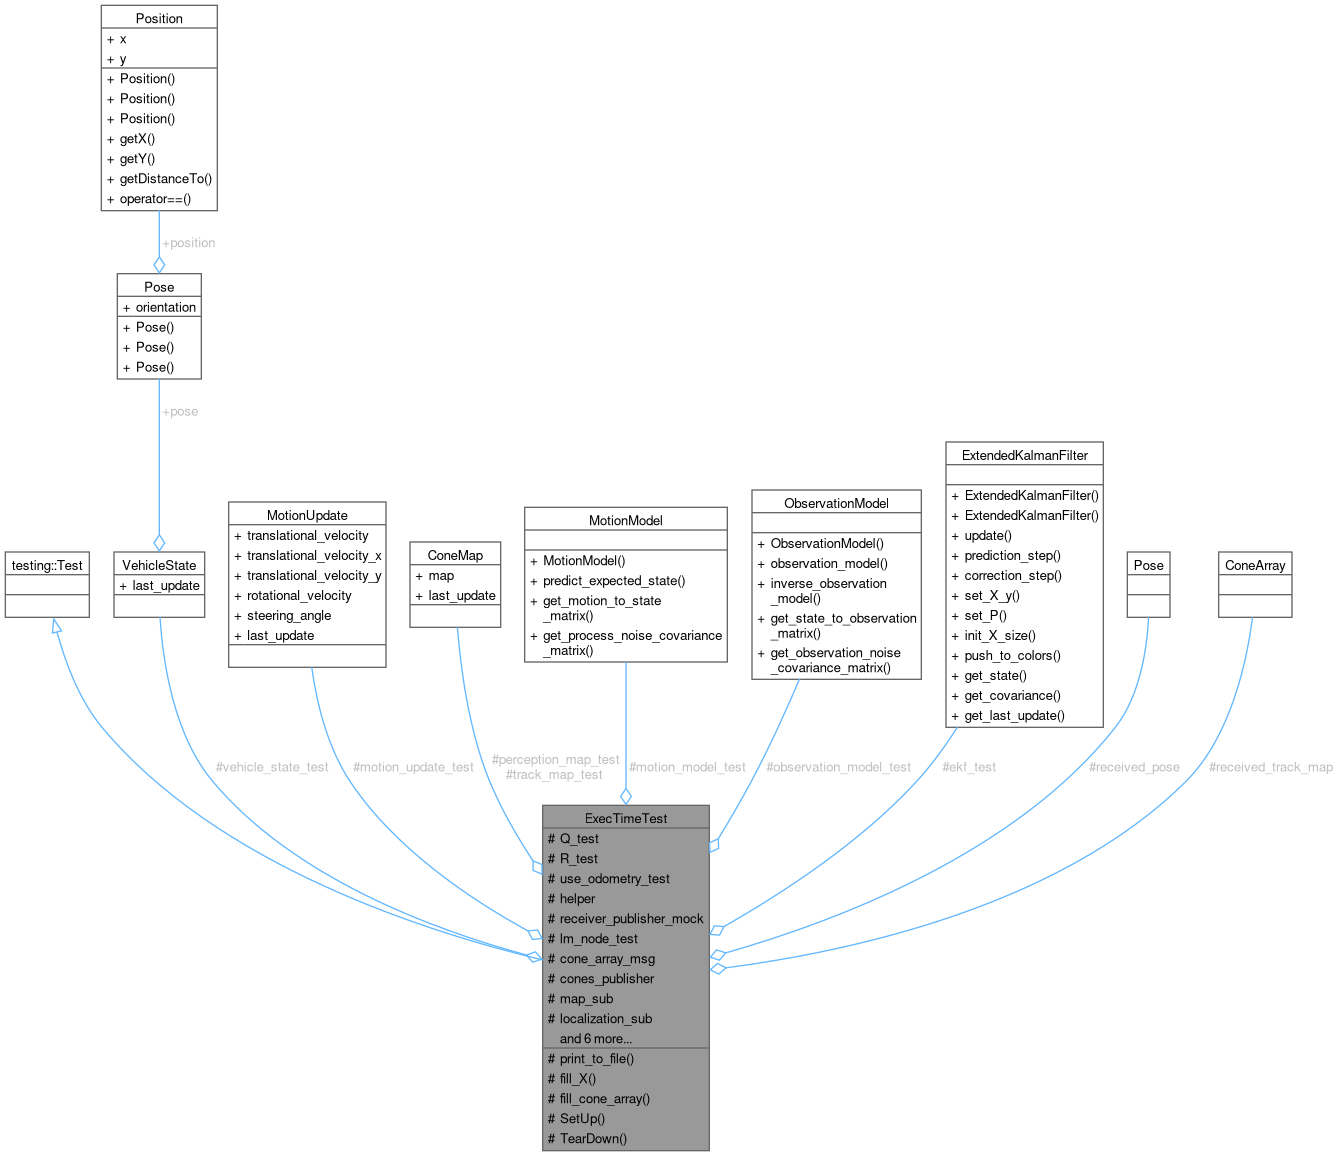 Position
+ x
+ y
+ Position()
+ Position()
+ Position()
+ getX()
+ getY()
+ getDistanceTo()
+ operator==()
+position
Pose
+ orientation
+ Pose()
+ Pose()
+ Pose()
+pose
testing::Test
VehicleState
+ last_update
MotionUpdate
+ translational_velocity
+ translational_velocity_x
+ translational_velocity_y
+ rotational_velocity
+ steering_angle
+ last_update
ConeMap
+ map
+ last_update
MotionModel
+ MotionModel()
+ predict_expected_state()
+ get_motion_to_state
_matrix()
+ get_process_noise_covariance
_matrix()
ObservationModel
+ ObservationModel()
+ observation_model()
+ inverse_observation
_model()
+ get_state_to_observation
_matrix()
+ get_observation_noise
_covariance_matrix()
ExtendedKalmanFilter
+ ExtendedKalmanFilter()
+ ExtendedKalmanFilter()
+ update()
+ prediction_step()
+ correction_step()
+ set_X_y()
+ set_P()
+ init_X_size()
+ push_to_colors()
+ get_state()
+ get_covariance()
+ get_last_update()
Pose
ConeArray
#vehicle_state_test
#motion_update_test
#perception_map_test
#track_map_test
#motion_model_test
#observation_model_test
#ekf_test
#received_pose
#received_track_map
ExecTimeTest
# Q_test
# R_test
# use_odometry_test
# helper
# receiver_publisher_mock
# lm_node_test
# cone_array_msg
# cones_publisher
# map_sub
# localization_sub
and 6 more...
# print_to_file()
# fill_X()
# fill_cone_array()
# SetUp()
# TearDown()